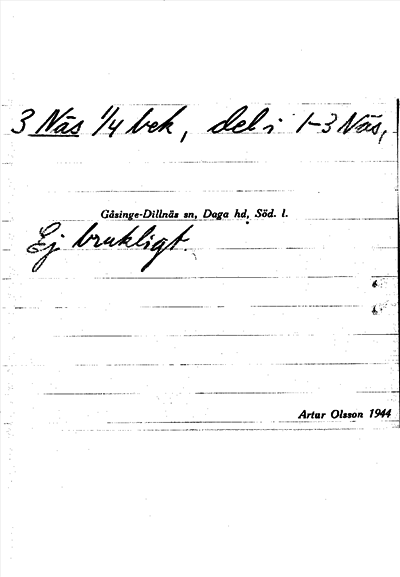 3 Näs 1/4 bek, del i 1-3 Näs,
Gåsinge-Dillnäs sn, Daga hd, Söd. l.
Ej brukligt.
Artur Olsson 1944